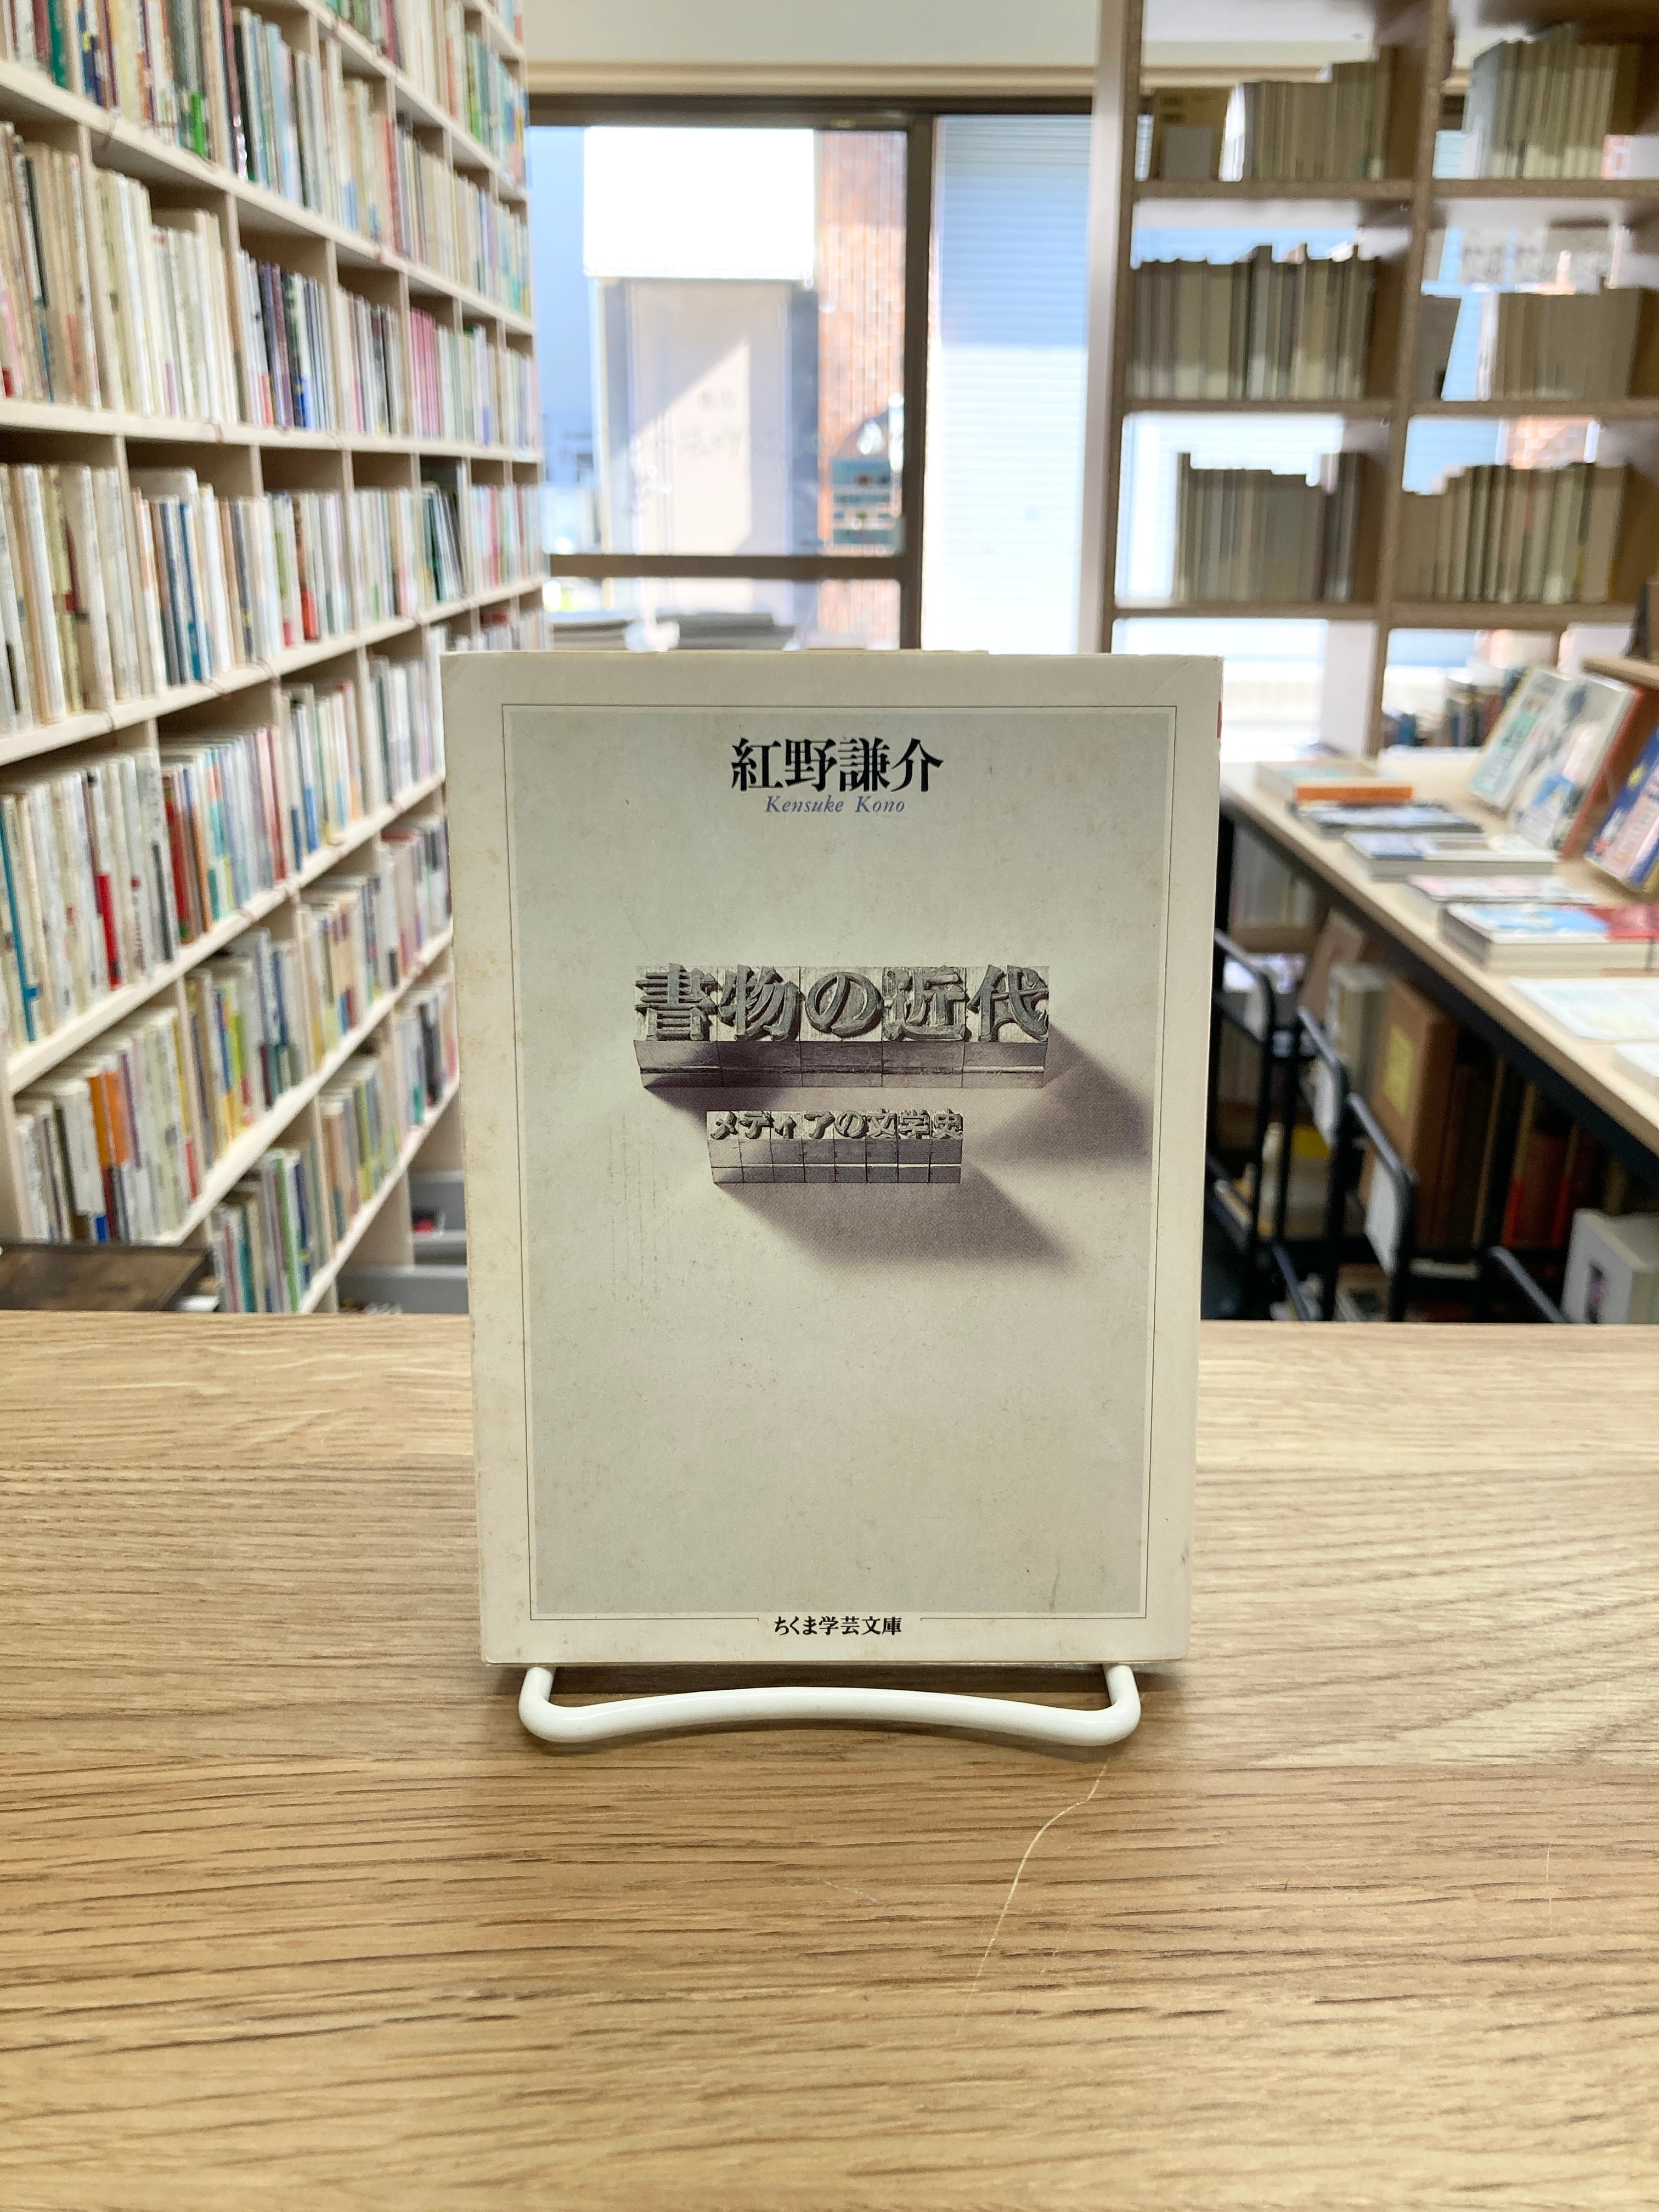 紅野謙介
Kensuke Kono
書物の近代
メディアの文学史
ちくま学芸文庫